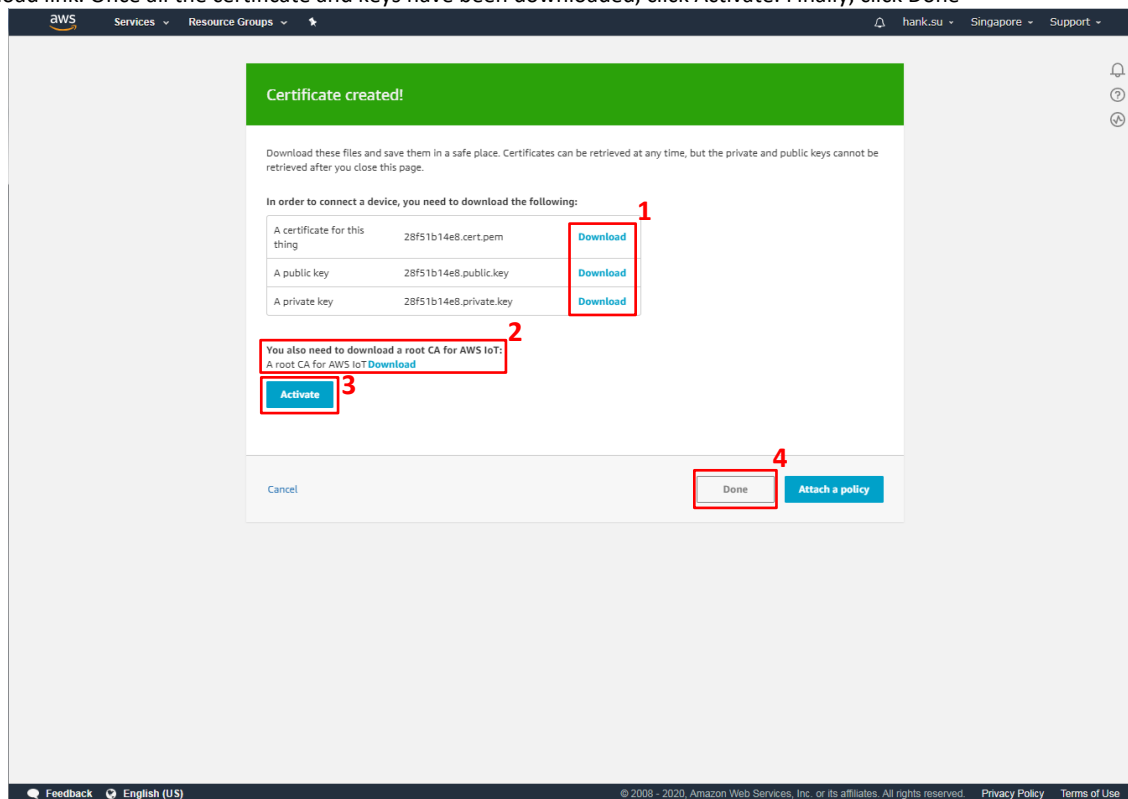 load link. Once all the certificate and keys have been downloaded, click Activate. Finally, click Done
aws Services Resource Groups hank.su Singapore Support
Certificate created!
Download these files and save them in a safe place. Certificates can be retrieved at any time, but the private and public keys cannot be
retrieved after you close this page.
In order to connect a device, you need to download the following:
1
A certificate for this
thing 28f51b14e8.cert.pem Download
A public key 28f51b14e8.public.key Download
A private key 28f51b14e8.private.key Download
2
You also need to download a root CA for AWS IoT:
A root CA for AWS IoT Download
Activate 3
4
Cancel Done Attach a policy
Feedback English (US) © 2008 - 2020, Amazon Web Services, Inc. or its affiliates. All rights reserved. Privacy Policy Terms of Use